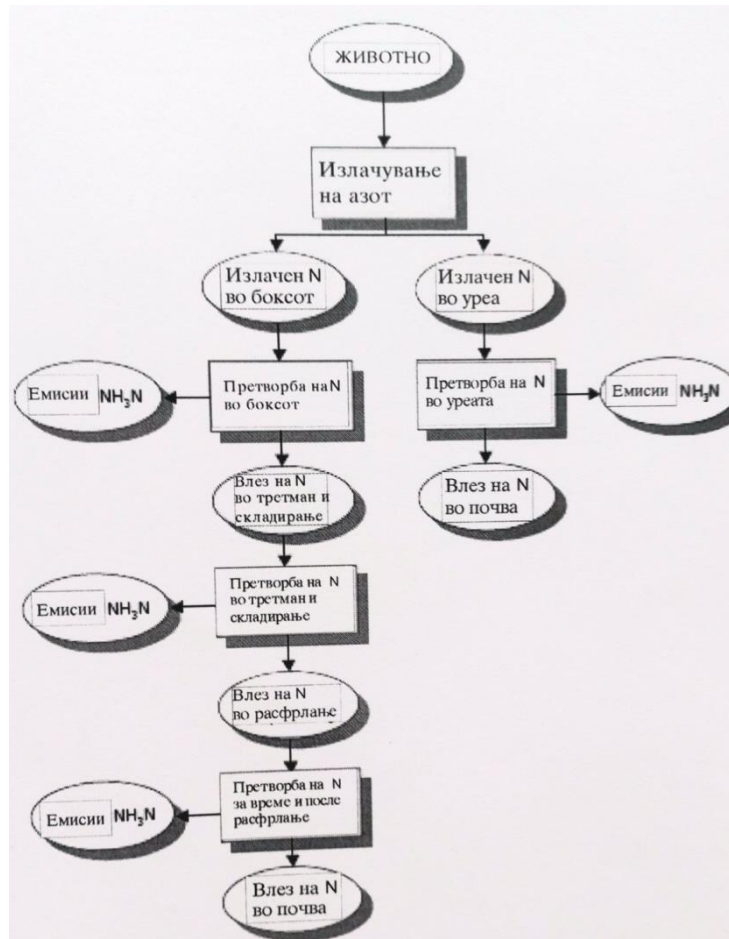 ЖИВОТНО
Излачување
на азот
Излачен N
во боксот
Излачен N
во уреа
Емисии NH₃N
Претворба на N
во боксот
Претворба на N
во уреата
Емисии NH₃N
Влез на N
во третман и
складирање
Влез на N
во почва
Емисии NH₃N
Претворба на N
во третман и
складирање
Влез на N
во расфрлање
Емисии NH₃N
Претворба на N
за време и после
расфрлање
Влез на N
во почва